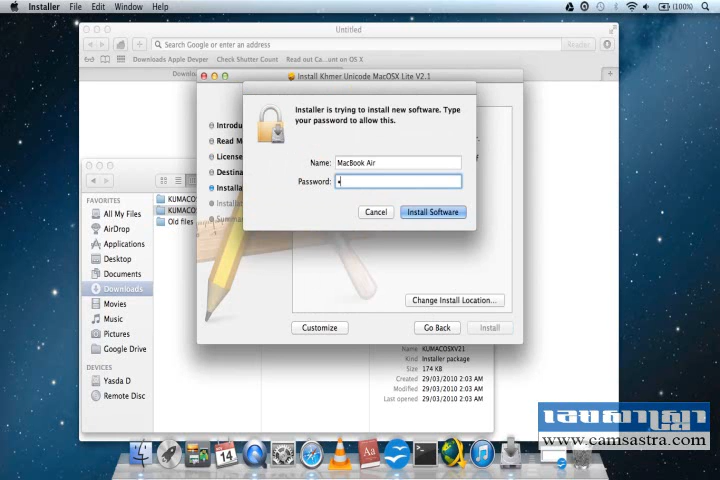 Installer File Edit Window Help
(100%)
Untitled
Search Google or enter an address
Reader
Downloads Apple Devper Check Shutter Count Read out Ca...unt on OS X
Install Khmer Unicode MacOSX Lite V2.1
Installer is trying to install new software. Type
your password to allow this.
Name: MacBook Air
Password:
Cancel Install Software
Introdu
Read M
License
Destina
Installa
Installa
Summa
Change Install Location...
Customize Go Back Install
FAVORITES
All My Files
AirDrop
Applications
Desktop
Documents
Downloads
Movies
Music
Pictures
Google Drive
DEVICES
Yasda D
Remote Disc
KUMACOS
KUMACOS
Old files
Name KUMACOSXV21
Kind Installer package
Size 174 KB
Created 29/03/2010 2:03 AM
Modified 29/03/2010 2:03 AM
Last opened 29/03/2010 2:03 AM
14
www.camsastra.com